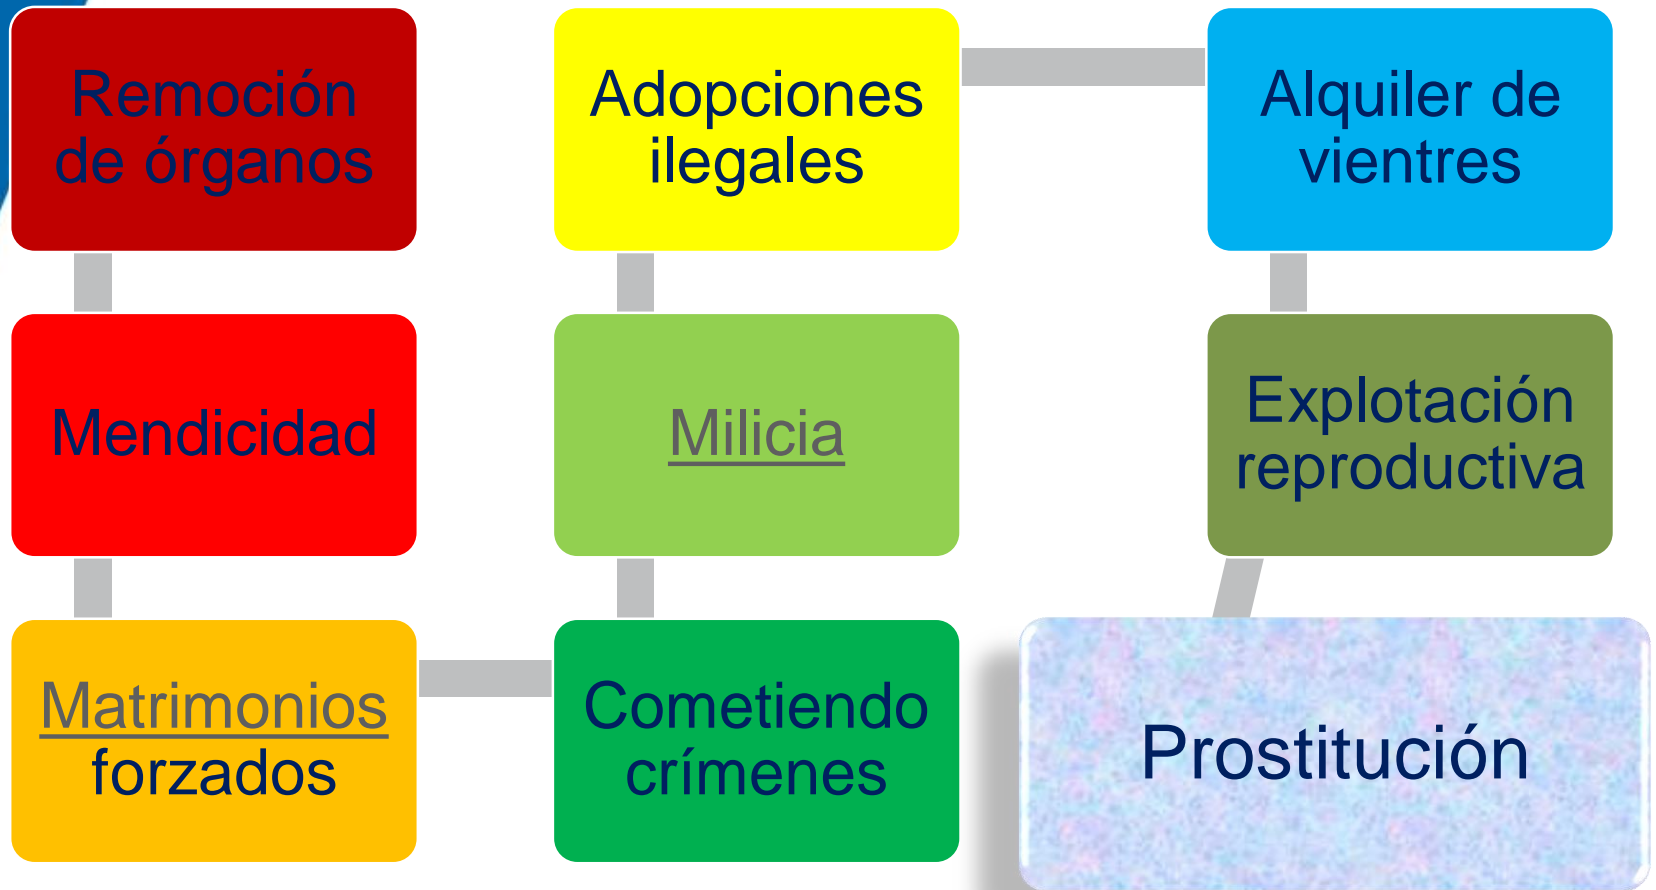 Remoción
de órganos
Mendicidad
Matrimonios
forzados
Cometiendo
crímenes
Milicia
Adopciones
ilegales
Alquiler de
vientres
Explotación
reproductiva
Prostitución